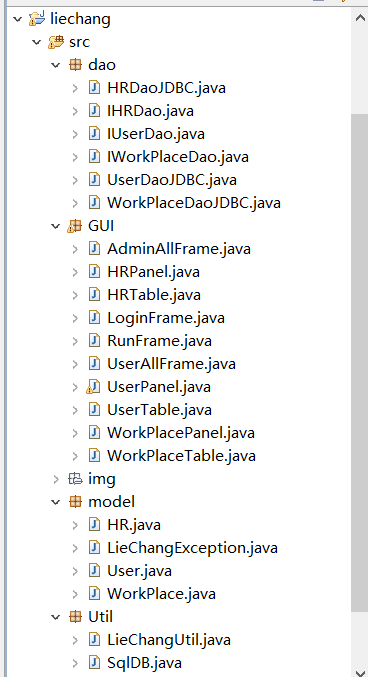 liechang
src
dao
HRDaoJDBC.java
IHRDao.java
IUserDao.java
IWorkPlaceDao.java
UserDaoJDBC.java
WorkPlaceDaoJDBC.java
GUI
AdminAllFrame.java
HRPanel.java
HRTable.java
LoginFrame.java
RunFrame.java
UserAllFrame.java
UserPanel.java
UserTable.java
WorkPlacePanel.java
WorkPlaceTable.java
img
model
HR.java
LieChangException.java
User.java
WorkPlace.java
Util
LieChangUtil.java
SqlDB.java